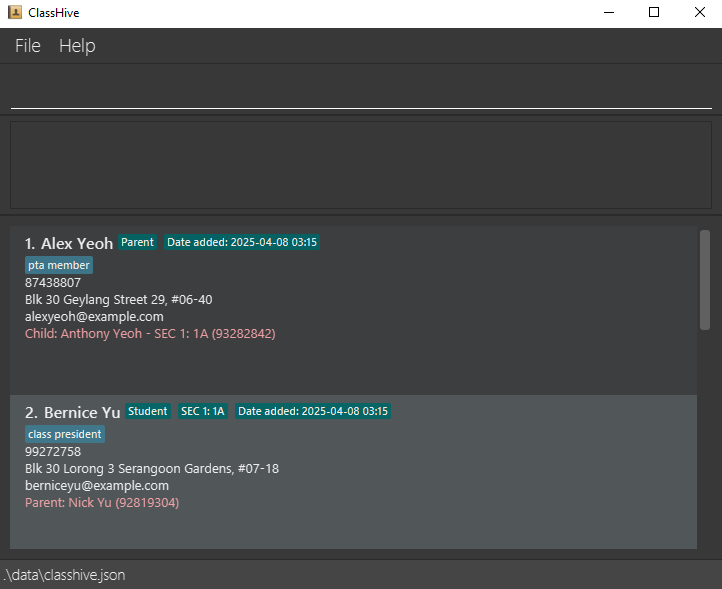 ClassHive
File Help
1. Alex Yeoh Parent Date added: 2025-04-08 03:15
pta member
87438807
Blk 30 Geylang Street 29, #06-40
alexyeoh@example.com
Child: Anthony Yeoh - SEC 1: 1A (93282842)
2. Bernice Yu Student SEC 1: 1A Date added: 2025-04-08 03:15
class president
99272758
Blk 30 Lorong 3 Serangoon Gardens, #07-18
berniceyu@example.com
Parent: Nick Yu (92819304)
.\data\classhive.json